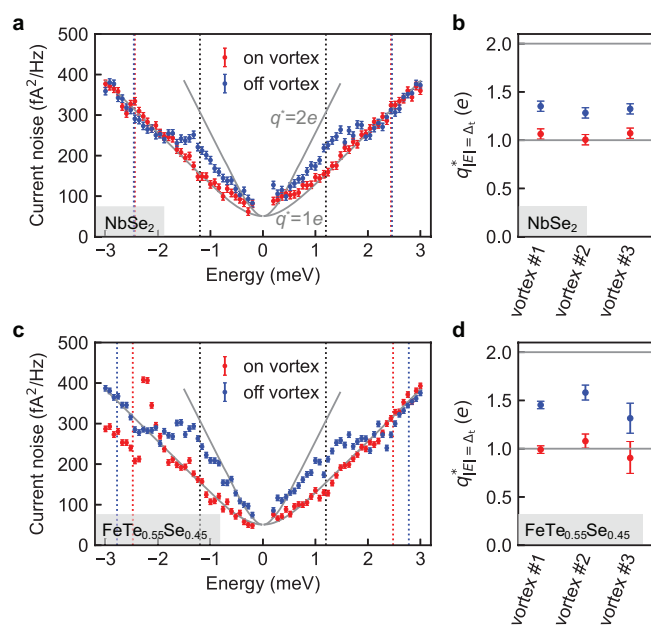 a
500
400
300
200
100
0
Current noise (fA²/Hz)
on vortex
off vortex
q*=2e
q*=1e
NbSe₂
−3 −2 −1 0 1 2 3
Energy (meV)
b
2.0
1.5
1.0
0.5
0.0
q*|E|=Δt (e)
NbSe₂
vortex #1
vortex #2
vortex #3
c
500
400
300
200
100
0
Current noise (fA²/Hz)
on vortex
off vortex
FeTe₀.₅₅Se₀.₄₅
−3 −2 −1 0 1 2 3
Energy (meV)
d
2.0
1.5
1.0
0.5
0.0
q*|E|=Δt (e)
FeTe₀.₅₅Se₀.₄₅
vortex #1
vortex #2
vortex #3